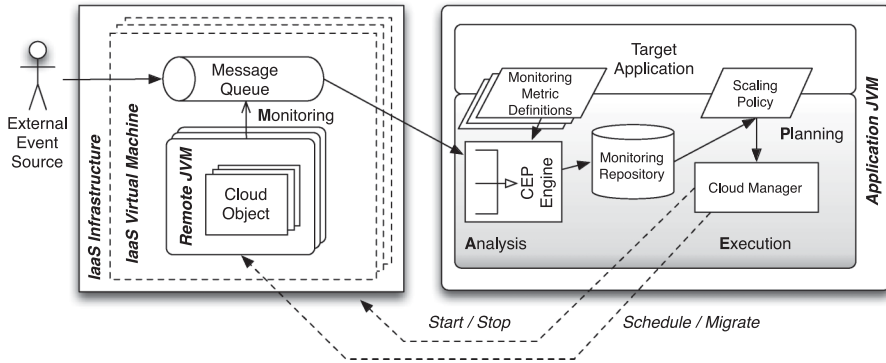 External
Event
Source
IaaS Infrastructure
IaaS Virtual Machine
Message
Queue
Monitoring
Remote JVM
Cloud
Object
Target
Application
Monitoring
Metric
Definitions
Scaling
Policy
Planning
CEP
Engine
Monitoring
Repository
Cloud Manager
Analysis
Execution
Application JVM
Start / Stop
Schedule / Migrate